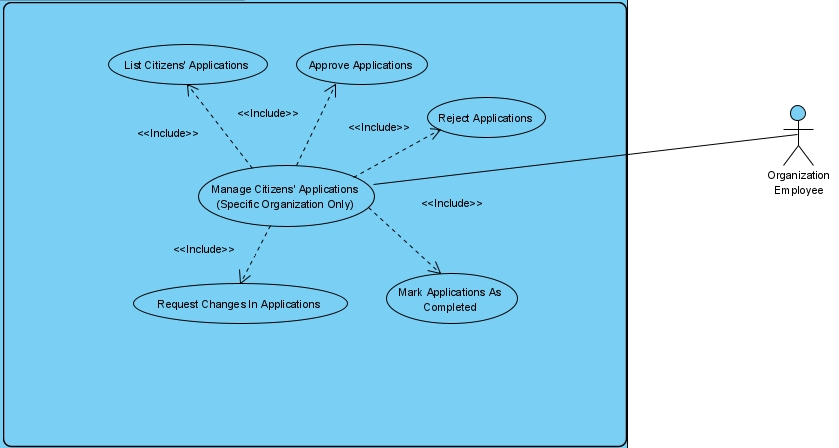 List Citizens' Applications
Approve Applications
<<Include>>
Reject Applications
<<Include>>
<<Include>>
Organization
Employee
Manage Citizens' Applications
(Specific Organization Only)
<<Include>>
<<Include>>
Mark Applications As
Completed
Request Changes In Applications